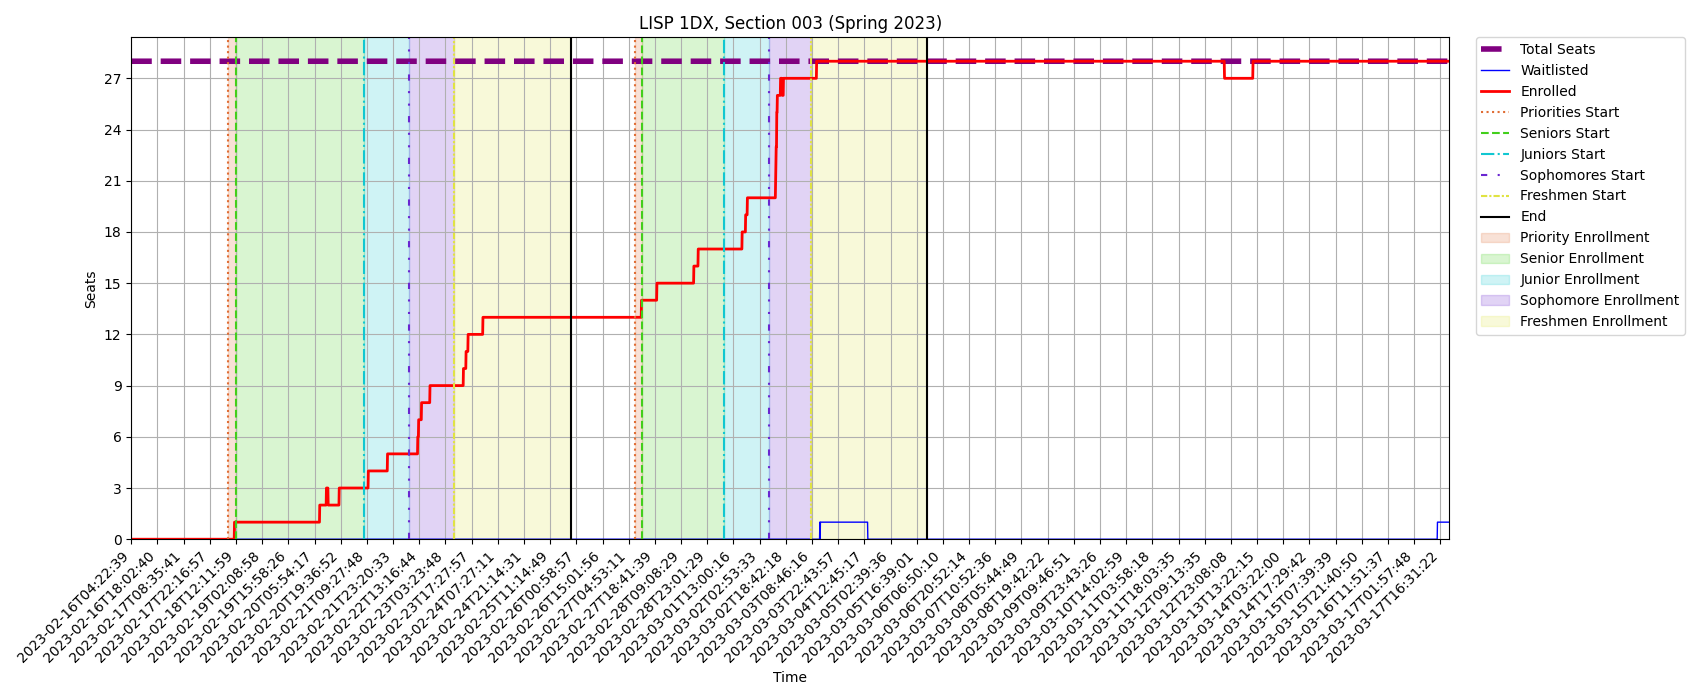 LISP 1DX, Section 003 (Spring 2023)
Total Seats
Waitlisted
Enrolled
Priorities Start
Seniors Start
Juniors Start
Sophomores Start
Freshmen Start
End
Priority Enrollment
Senior Enrollment
Junior Enrollment
Sophomore Enrollment
Freshmen Enrollment
Seats
27
24
21
18
15
12
9
6
3
0
2023-02-16T04:22:39
2023-02-16T18:02:40
2023-02-17T08:35:41
2023-02-17T22:16:57
2023-02-18T12:11:59
2023-02-19T02:08:58
2023-02-19T15:58:26
2023-02-20T05:54:17
2023-02-20T19:36:52
2023-02-21T09:27:48
2023-02-21T23:20:33
2023-02-22T13:16:44
2023-02-23T03:23:48
2023-02-23T17:27:57
2023-02-24T07:27:11
2023-02-24T21:14:31
2023-02-25T11:14:49
2023-02-26T00:58:57
2023-02-26T15:01:56
2023-02-27T04:53:11
2023-02-27T18:41:39
2023-02-28T09:08:29
2023-02-28T23:01:29
2023-03-01T13:00:16
2023-03-02T02:53:33
2023-03-02T18:42:18
2023-03-03T08:46:16
2023-03-03T22:43:57
2023-03-04T12:45:17
2023-03-05T02:39:36
2023-03-05T16:39:01
2023-03-06T06:50:10
2023-03-06T20:52:14
2023-03-07T10:52:36
2023-03-08T05:44:49
2023-03-08T19:42:22
2023-03-09T09:46:51
2023-03-09T23:43:26
2023-03-10T14:02:59
2023-03-11T03:58:18
2023-03-11T18:03:35
2023-03-12T09:13:35
2023-03-12T23:08:08
2023-03-13T13:22:15
2023-03-14T03:22:00
2023-03-14T17:29:42
2023-03-15T07:39:39
2023-03-15T21:40:50
2023-03-16T11:51:37
2023-03-17T01:57:48
2023-03-17T16:31:22
Time